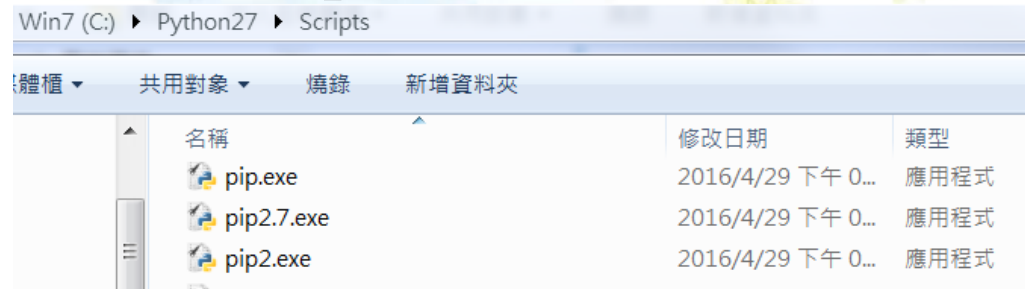 Win7 (C:) ▸ Python27 ▸ Scripts
體櫃 ▾ 共用對象 ▾ 燒錄 新增資料夾
名稱 修改日期 類型
pip.exe 2016/4/29 下午 0... 應用程式
pip2.7.exe 2016/4/29 下午 0... 應用程式
pip2.exe 2016/4/29 下午 0... 應用程式